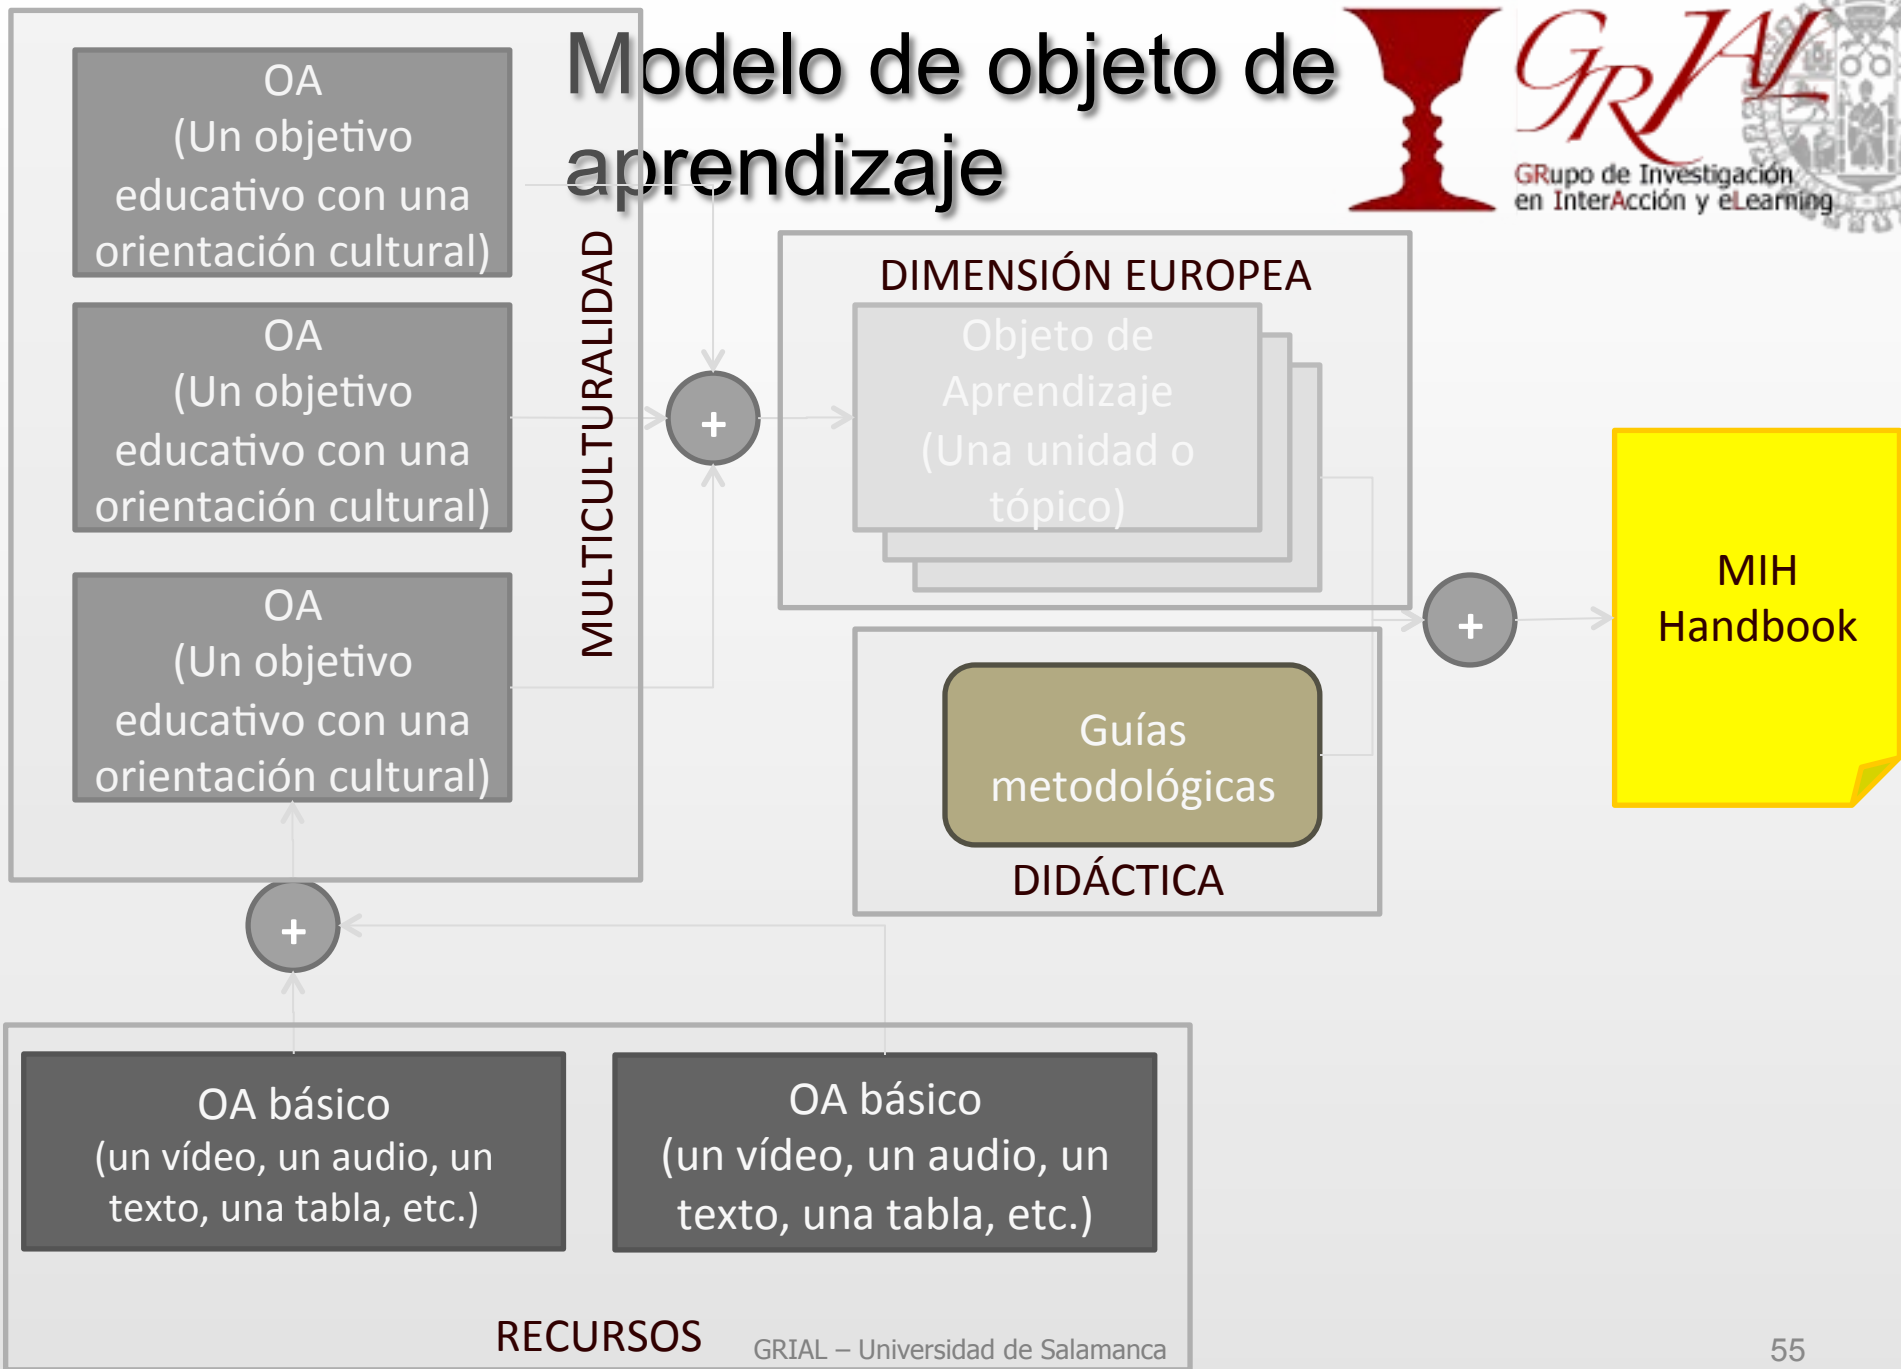 Modelo de objeto de
aprendizaje
GRIAL
GRupo de Investigación
en InterAcción y eLearning
OA
(Un objetivo
educativo con una
orientación cultural)
OA
(Un objetivo
educativo con una
orientación cultural)
OA
(Un objetivo
educativo con una
orientación cultural)
MULTICULTURALIDAD
+
DIMENSIÓN EUROPEA
Objeto de
Aprendizaje
(Una unidad o
tópico)
Guías
metodológicas
DIDÁCTICA
+
MIH
Handbook
+
OA básico
(un vídeo, un audio, un
texto, una tabla, etc.)
OA básico
(un vídeo, un audio, un
texto, una tabla, etc.)
RECURSOS
GRIAL – Universidad de Salamanca
55